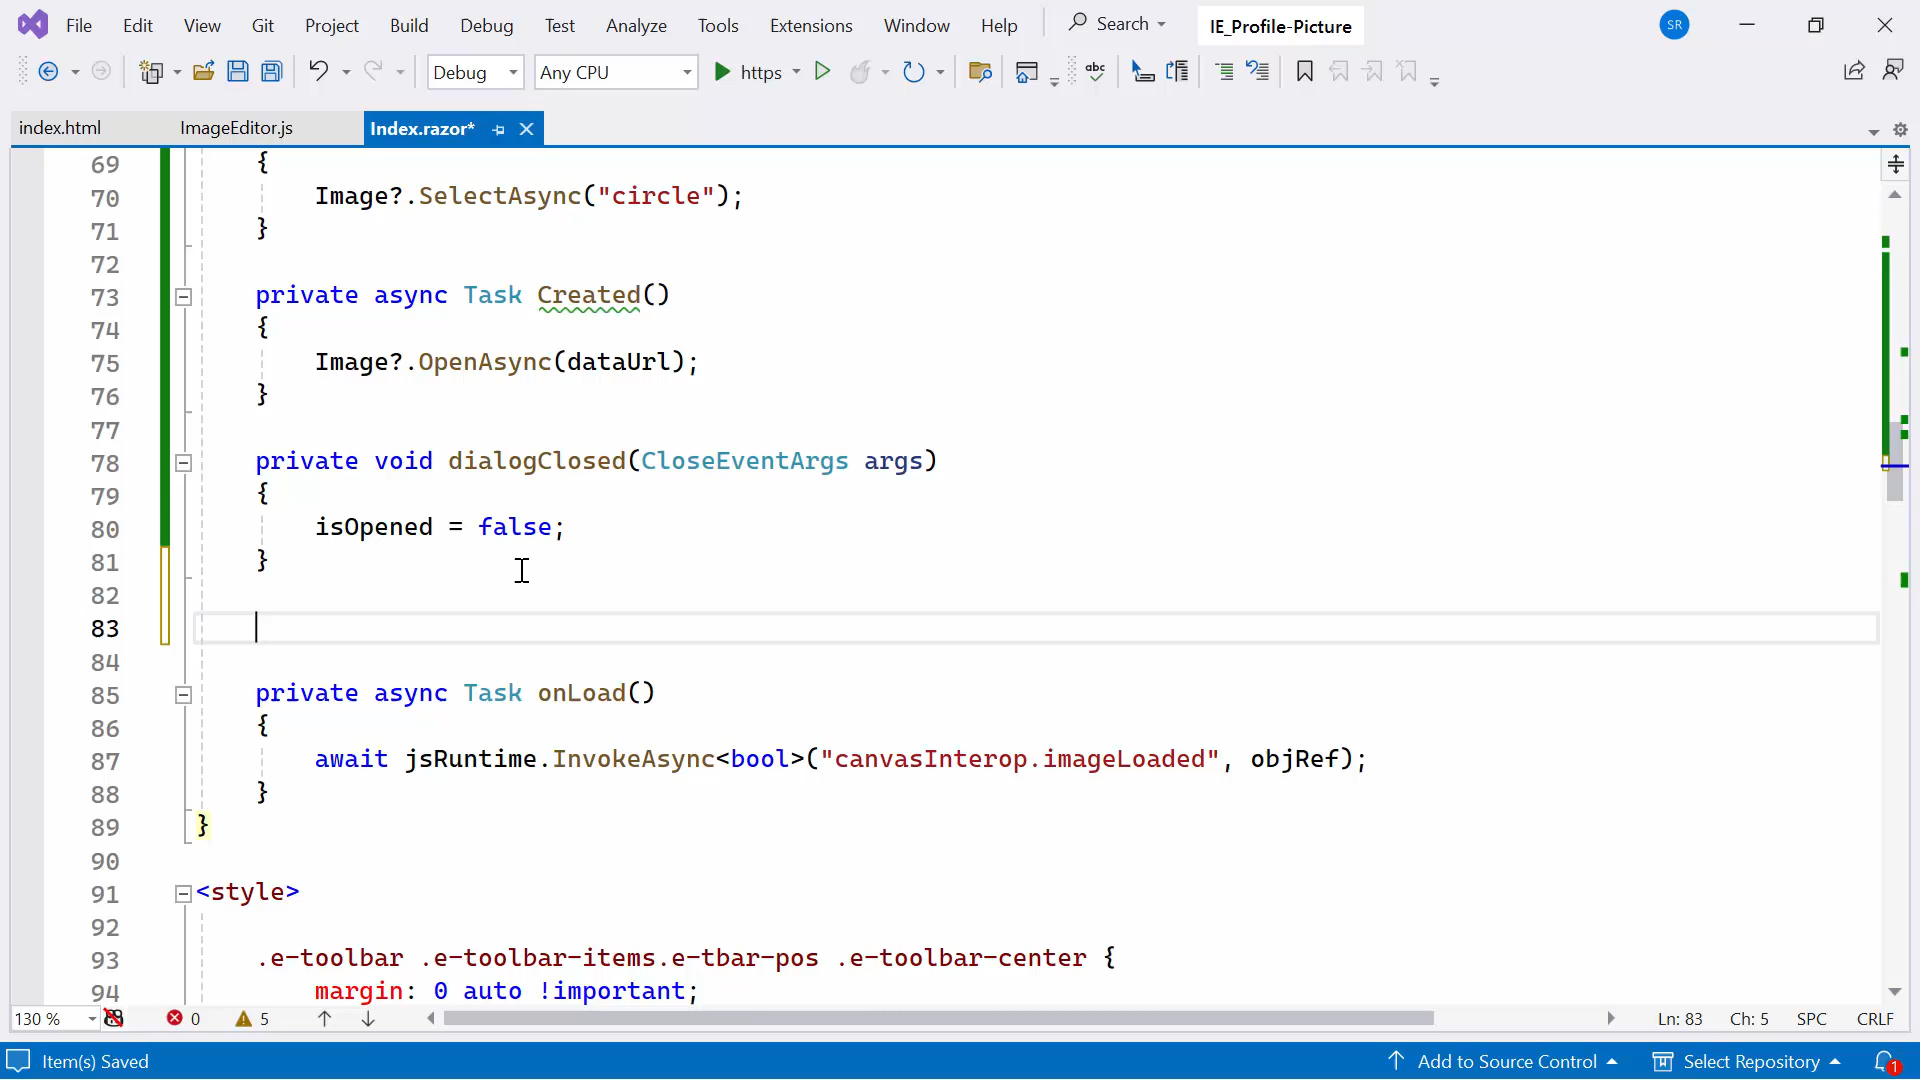 File Edit View Git Project Build Debug Test Analyze Tools Extensions Window Help Search IE_Profile-Picture SR
Debug Any CPU https abc
index.html ImageEditor.js Index.razor*
69 {
70 Image?.SelectAsync("circle");
71 }
72
73 private async Task Created()
74 {
75 Image?.OpenAsync(dataUrl);
76 }
77
78 private void dialogClosed(CloseEventArgs args)
79 {
80 isOpened = false;
81 }
82
83
84
85 private async Task onLoad()
86 {
87 await jsRuntime.InvokeAsync<bool>("canvasInterop.imageLoaded", objRef);
88 }
89 }
90
91 <style>
92
93 .e-toolbar .e-toolbar-items.e-tbar-pos .e-toolbar-center {
94 margin: 0 auto !important;
130 % 0 5 Ln: 83 Ch: 5 SPC CRLF
Item(s) Saved Add to Source Control Select Repository 1